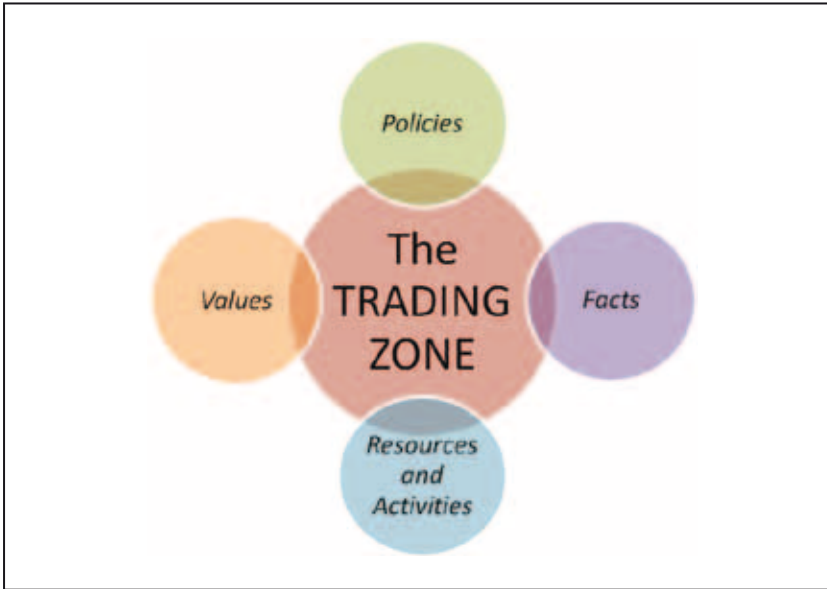 Policies
The
TRADING
ZONE
Values
Facts
Resources
and
Activities